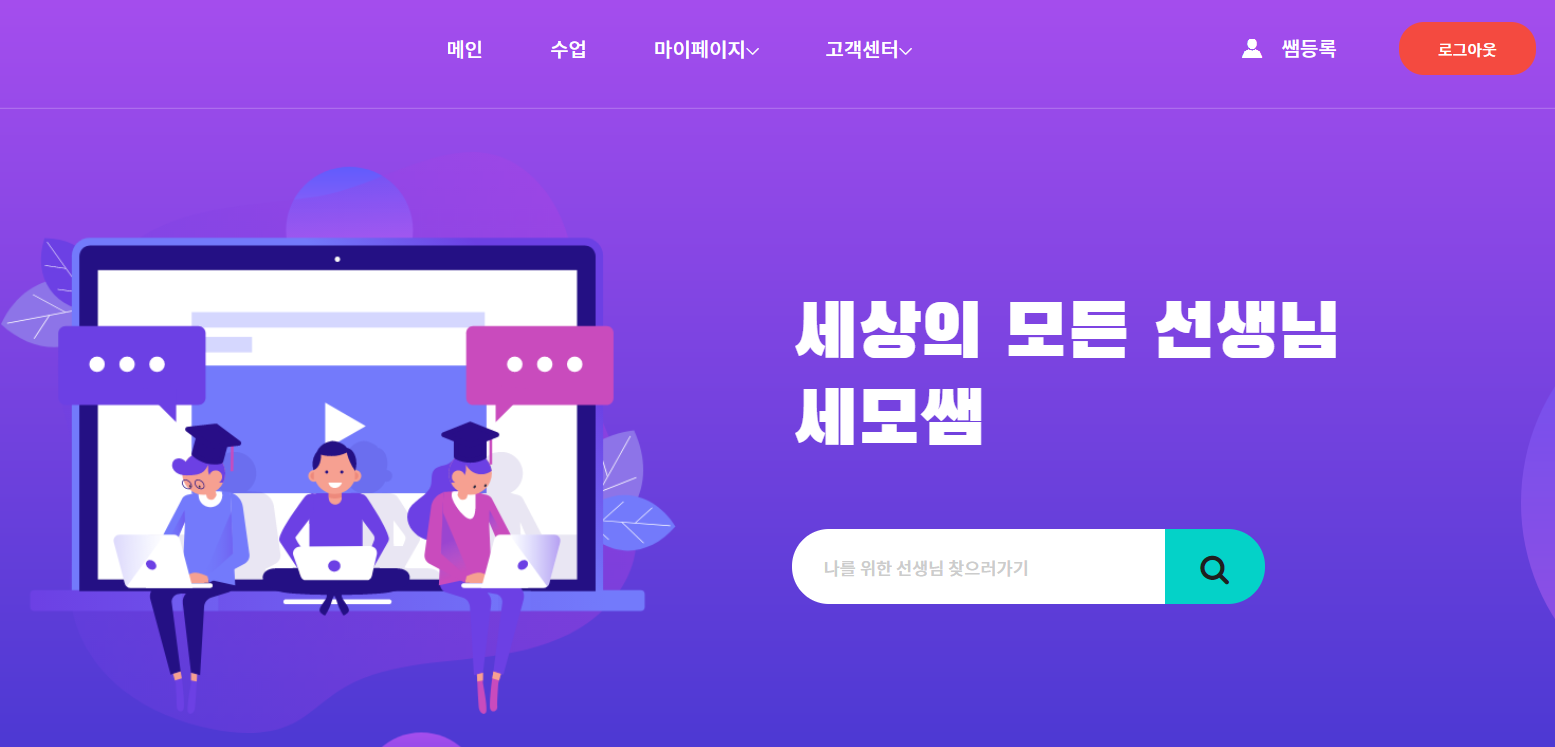 메인 수업 마이페이지 고객센터 쌤등록 로그아웃
세상의 모든 선생님
세모쌤
나를 위한 선생님 찾으러가기